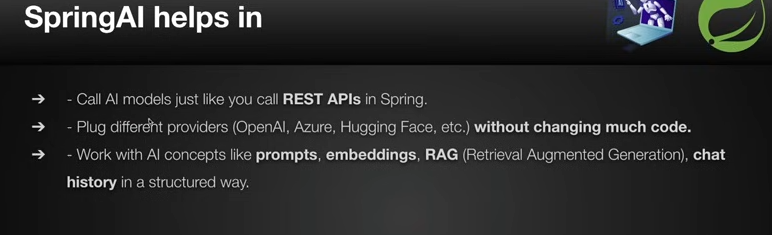 SpringAI helps in
➔ - Call AI models just like you call REST APIs in Spring.
➔ - Plug different providers (OpenAI, Azure, Hugging Face, etc.) without changing much code.
➔ - Work with AI concepts like prompts, embeddings, RAG (Retrieval Augmented Generation), chat
history in a structured way.